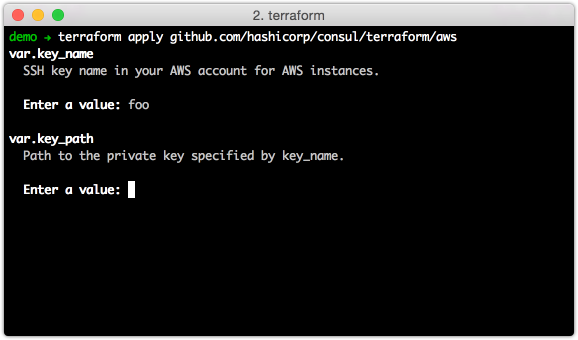 2. terraform
demo → terraform apply github.com/hashicorp/consul/terraform/aws
var.key_name
SSH key name in your AWS account for AWS instances.
Enter a value: foo
var.key_path
Path to the private key specified by key_name.
Enter a value: